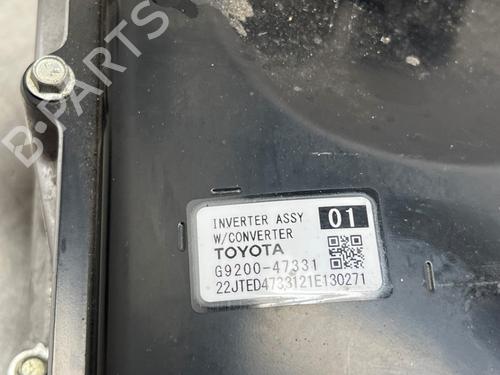 B-PARTS
INVERTER ASSY 01
W/CONVERTER
TOYOTA
G9200-47331
22JTED4733121E130271